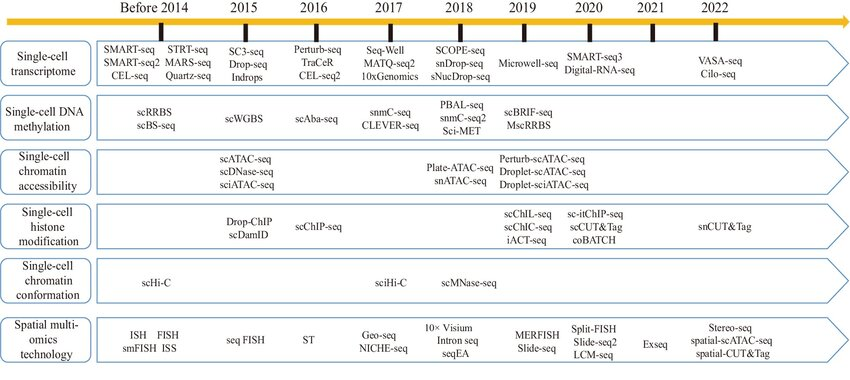 Before 2014 2015 2016 2017 2018 2019 2020 2021 2022
Single-cell
transcriptome
SMART-seq STRT-seq
SMART-seq2 MARS-seq
CEL-seq Quartz-seq
SC3-seq
Drop-seq
Indrops
Perturb-seq
TraCeR
CEL-seq2
Seq-Well
MATQ-seq2
10xGenomics
SCOPE-seq
snDrop-seq
sNucDrop-seq
Microwell-seq
SMART-seq3
Digital-RNA-seq
VASA-seq
Cilo-seq
Single-cell DNA
methylation
scRRBS
scBS-seq
scWGBS
scAba-seq
snmC-seq
CLEVER-seq
PBAL-seq
snmC-seq2
Sci-MET
scBRIF-seq
MscRRBS
Single-cell
chromatin
accessibility
scATAC-seq
scDNase-seq
sciATAC-seq
Plate-ATAC-seq
snATAC-seq
Perturb-scATAC-seq
Droplet-scATAC-seq
Droplet-sciATAC-seq
Single-cell
histone
modification
Drop-ChIP
scDamID
scChIP-seq
scChIL-seq
scChIC-seq
iACT-seq
sc-itChIP-seq
scCUT&Tag
coBATCH
snCUT&Tag
Single-cell
chromatin
conformation
scHi-C
sciHi-C
scMNase-seq
Spatial multi-
omics
technology
ISH FISH
smFISH ISS
seq FISH
ST
Geo-seq
NICHE-seq
10× Visium
Intron seq
seqEA
MERFISH
Slide-seq
Split-FISH
Slide-seq2
LCM-seq
Exseq
Stereo-seq
spatial-scATAC-seq
spatial-CUT&Tag